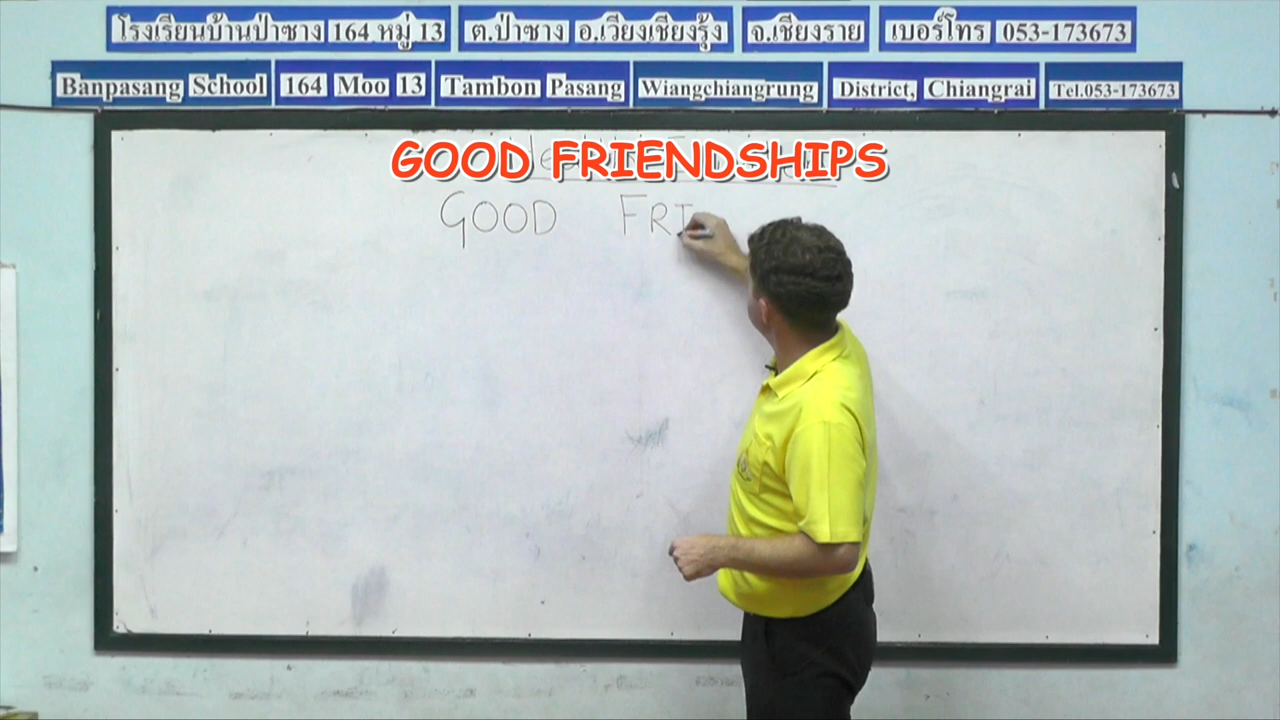 โรงเรียนบ้านป่าซาง 164 หมู่ 13 ต.ป่าซาง อ.เวียงเชียงรุ้ง จ.เชียงราย เบอร์โทร 053-173673
Banpasang School 164 Moo 13 Tambon Pasang Wiangchiangrung District, Chiangrai Tel.053-173673
GOOD FRIENDSHIPS
GOOD FRI